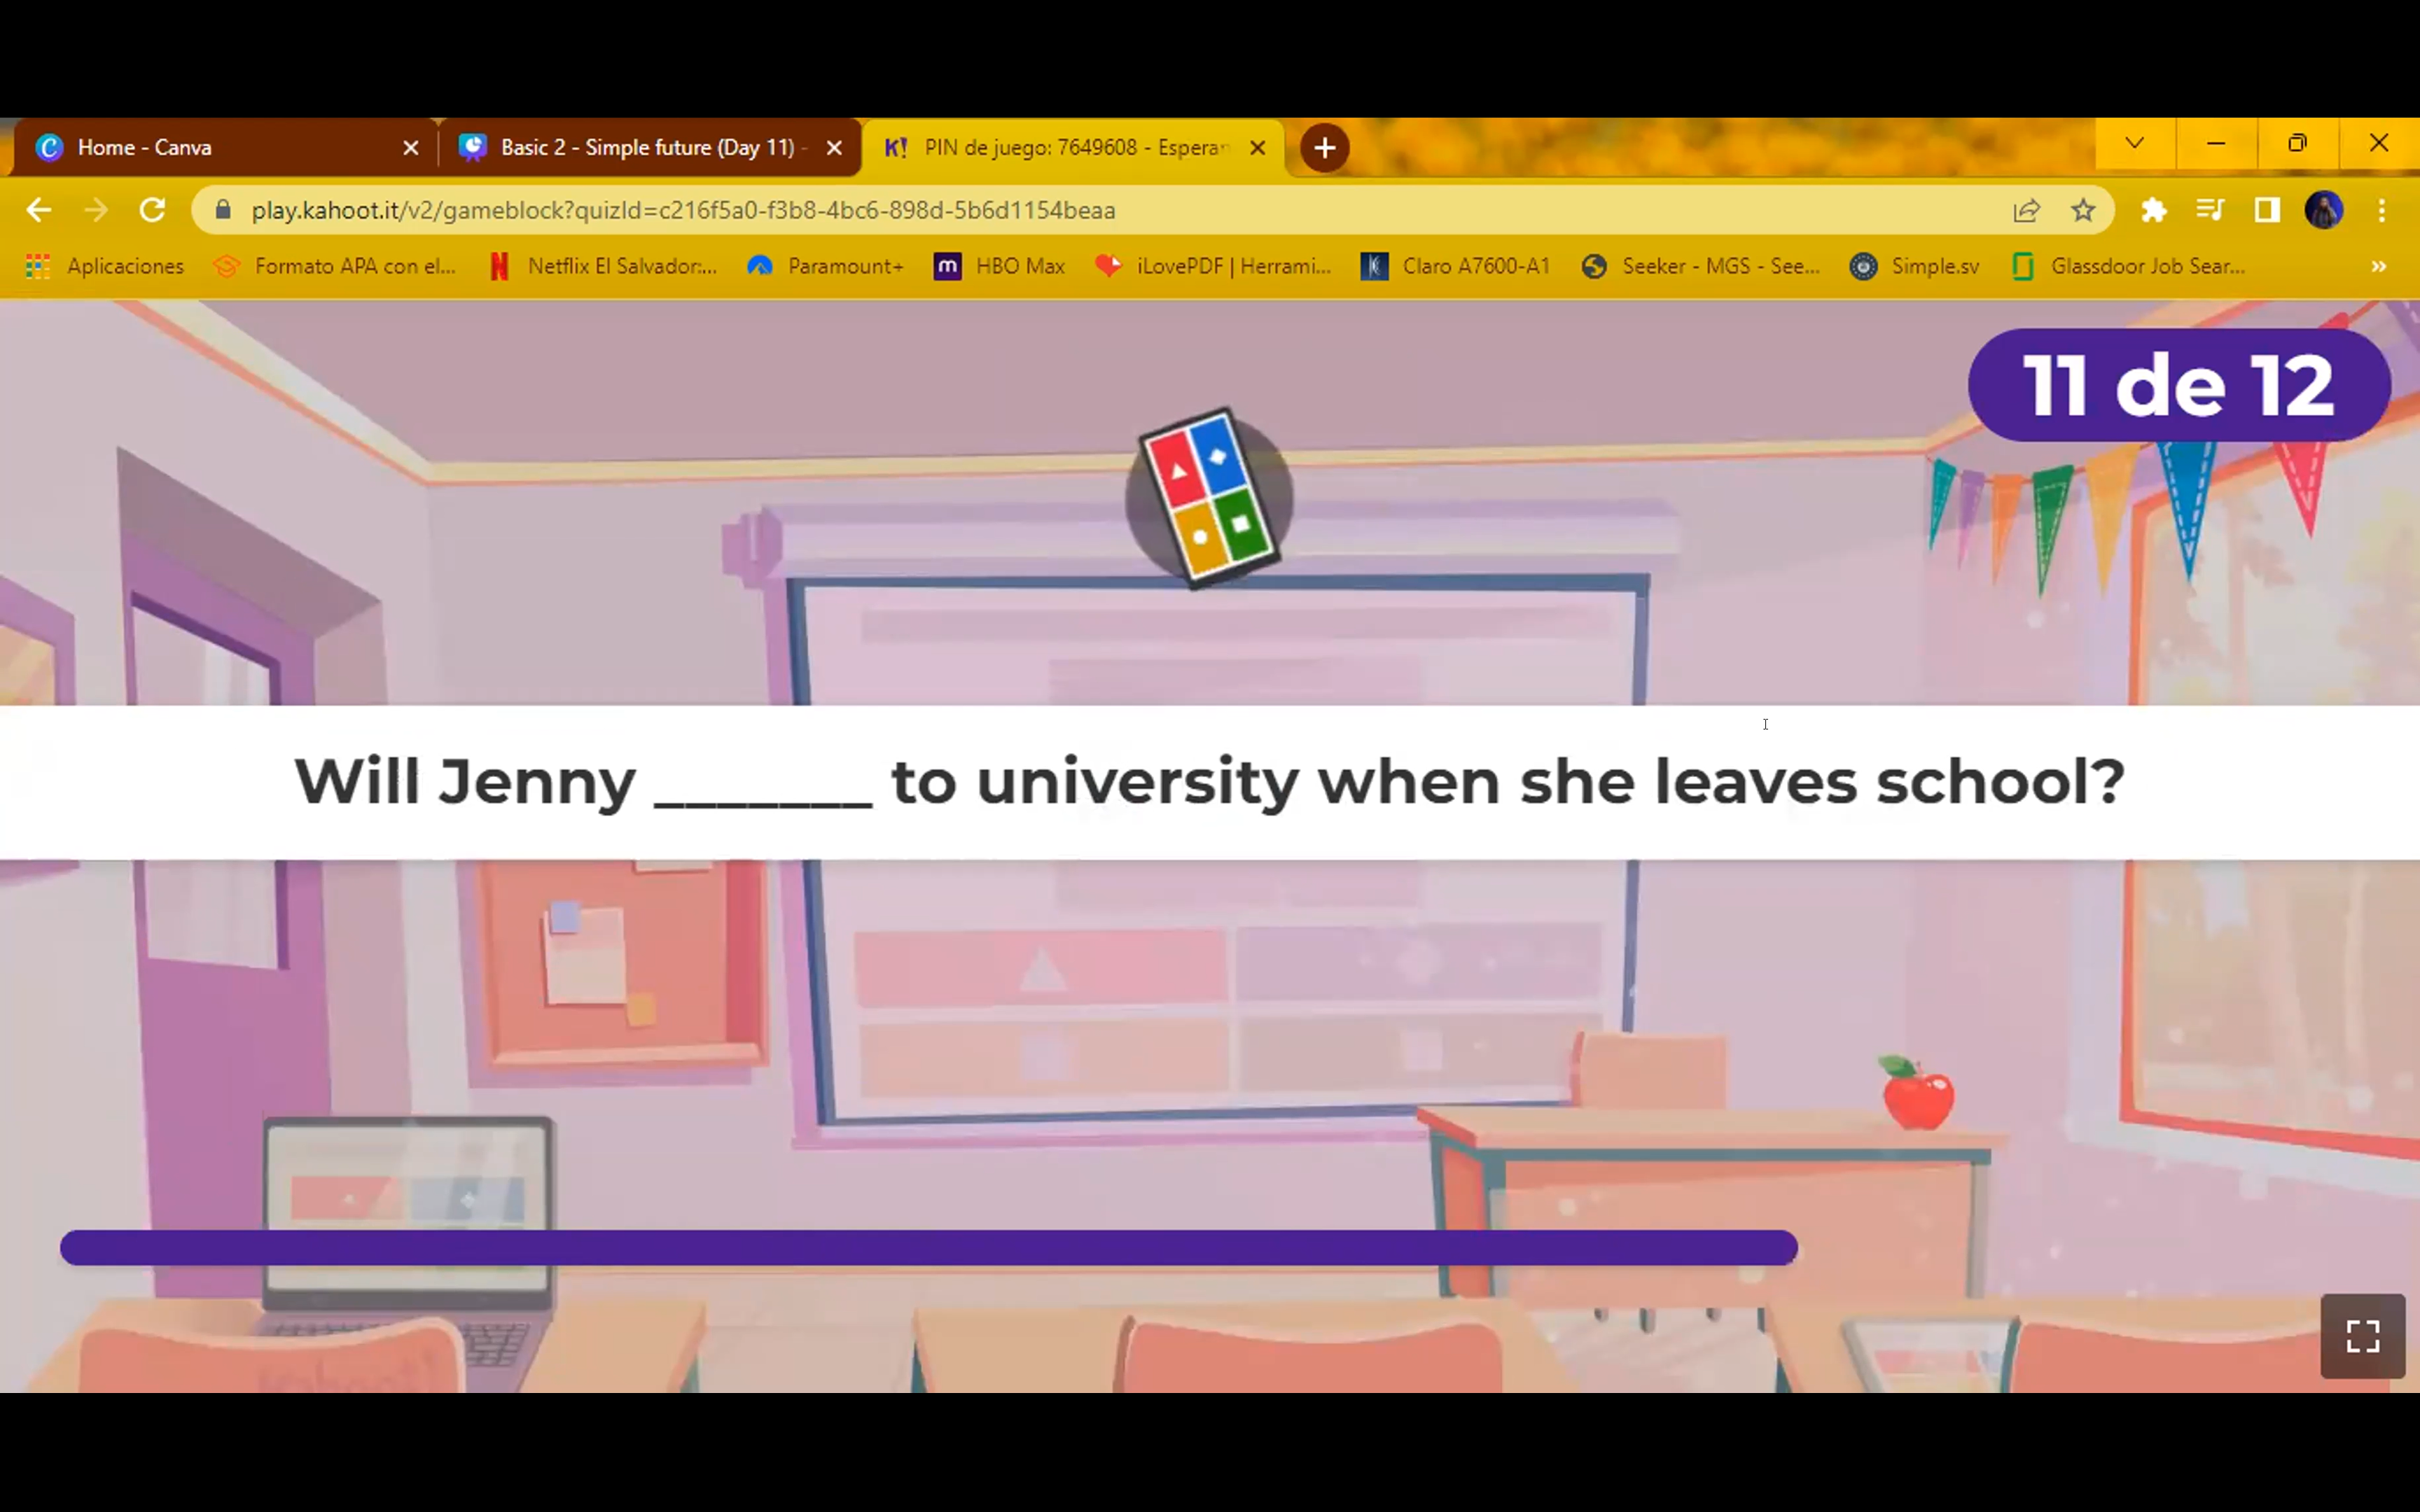 Home - Canva
Basic 2 - Simple future (Day 11) -
K! PIN de juego: 7649608 - Esperan
play.kahoot.it/v2/gameblock?quizId=c216f5a0-f3b8-4bc6-898d-5b6d1154beaa
Aplicaciones Formato APA con el... Netflix El Salvador:... Paramount+ m HBO Max iLovePDF | Herrami... Claro A7600-A1 Seeker - MGS - See... Simple.sv Glassdoor Job Sear... »
11 de 12
Will Jenny _______ to university when she leaves school?
Kahoot!